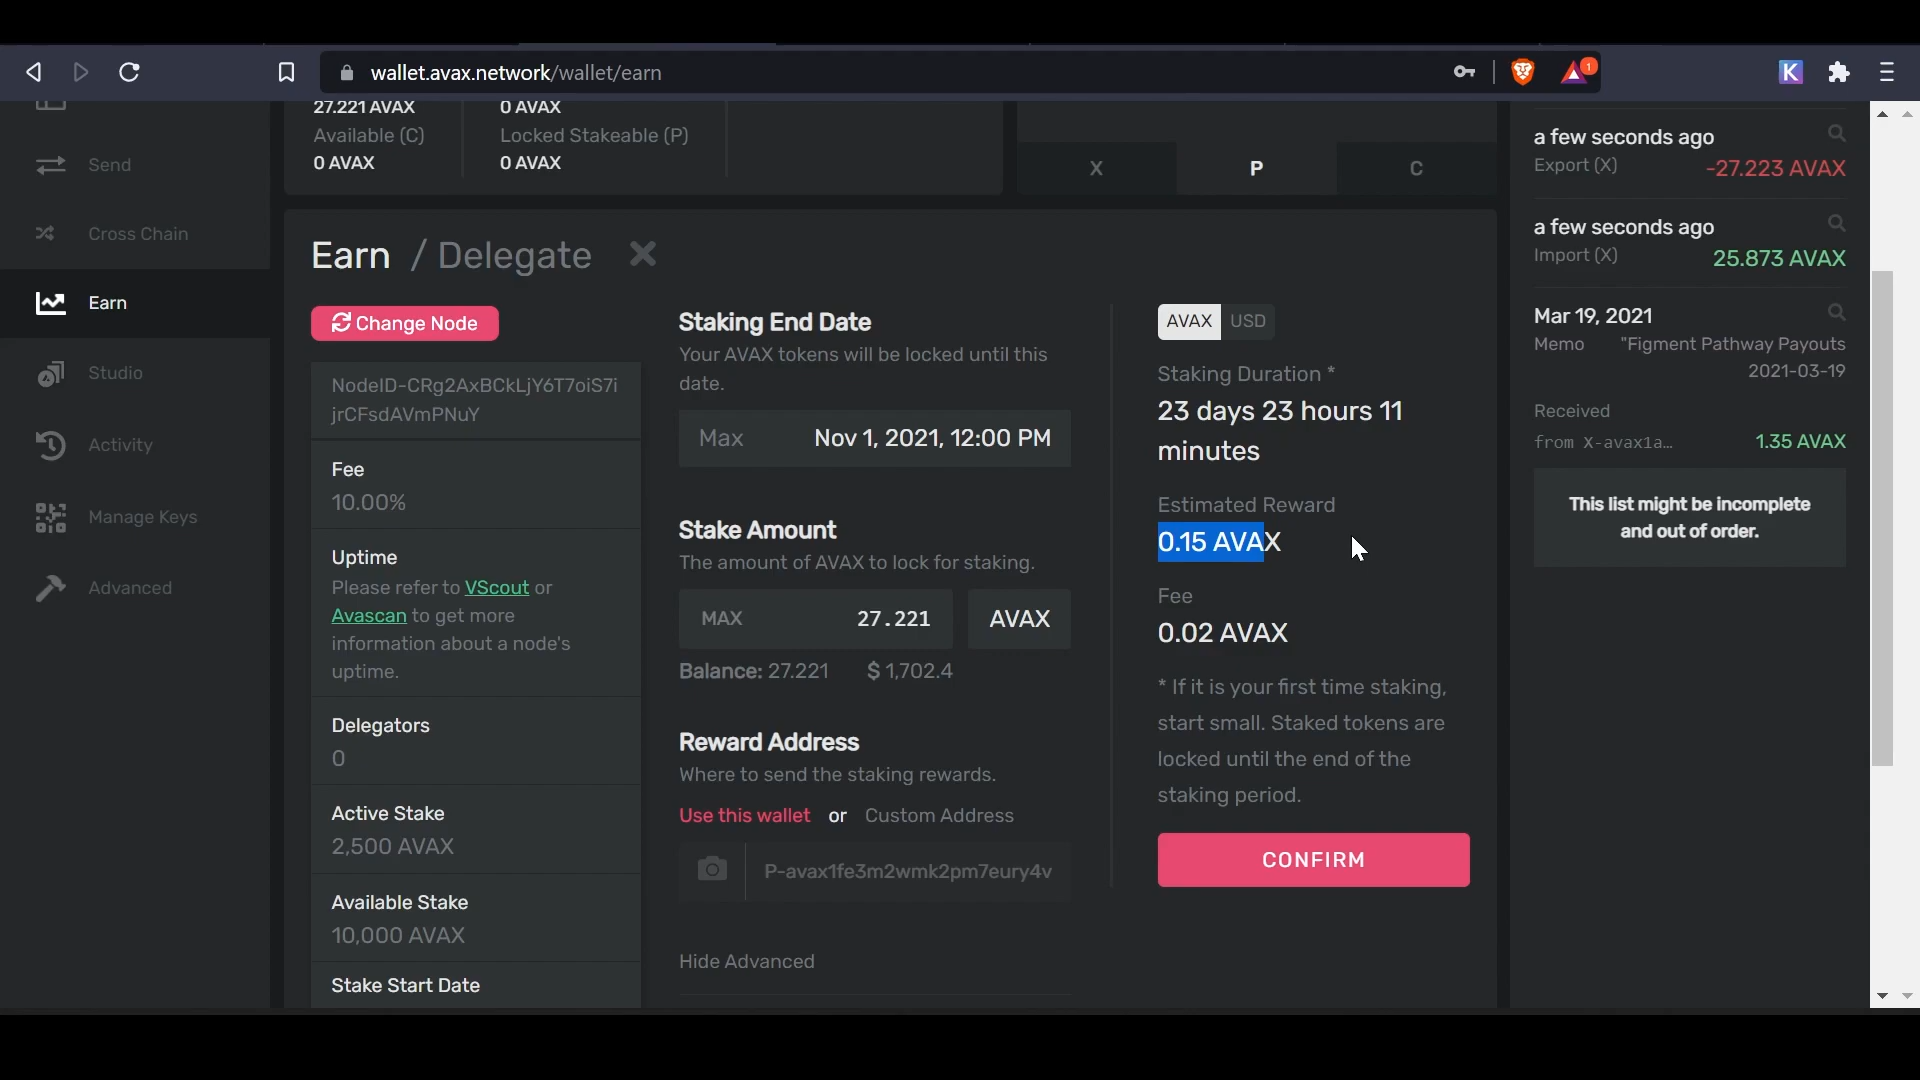 wallet.avax.network/wallet/earn
1
K
27.221 AVAX
0 AVAX
Available (C)
Locked Stakeable (P)
0 AVAX
0 AVAX
X
P
C
Send
Cross Chain
Earn
Studio
Activity
Manage Keys
Advanced
Earn / Delegate
Change Node
NodeID-CRg2AxBCkLjY6T7oiS7i
jrCFsdAVmPNuY
Fee
10.00%
Uptime
Please refer to VScout or
Avascan to get more
information about a node's
uptime.
Delegators
0
Active Stake
2,500 AVAX
Available Stake
10,000 AVAX
Stake Start Date
Staking End Date
Your AVAX tokens will be locked until this
date.
Max
Nov 1, 2021, 12:00 PM
Stake Amount
The amount of AVAX to lock for staking.
MAX
27.221
AVAX
Balance: 27.221
$ 1,702.4
Reward Address
Where to send the staking rewards.
Use this wallet or Custom Address
P-avax1fe3m2wmk2pm7eury4v
Hide Advanced
AVAX
USD
Staking Duration *
23 days 23 hours 11
minutes
Estimated Reward
0.15 AVAX
Fee
0.02 AVAX
* If it is your first time staking,
start small. Staked tokens are
locked until the end of the
staking period.
CONFIRM
a few seconds ago
Export (X)
-27.223 AVAX
a few seconds ago
Import (X)
25.873 AVAX
Mar 19, 2021
Memo
"Figment Pathway Payouts
2021-03-19
Received
from X-avax1a…
1.35 AVAX
This list might be incomplete
and out of order.